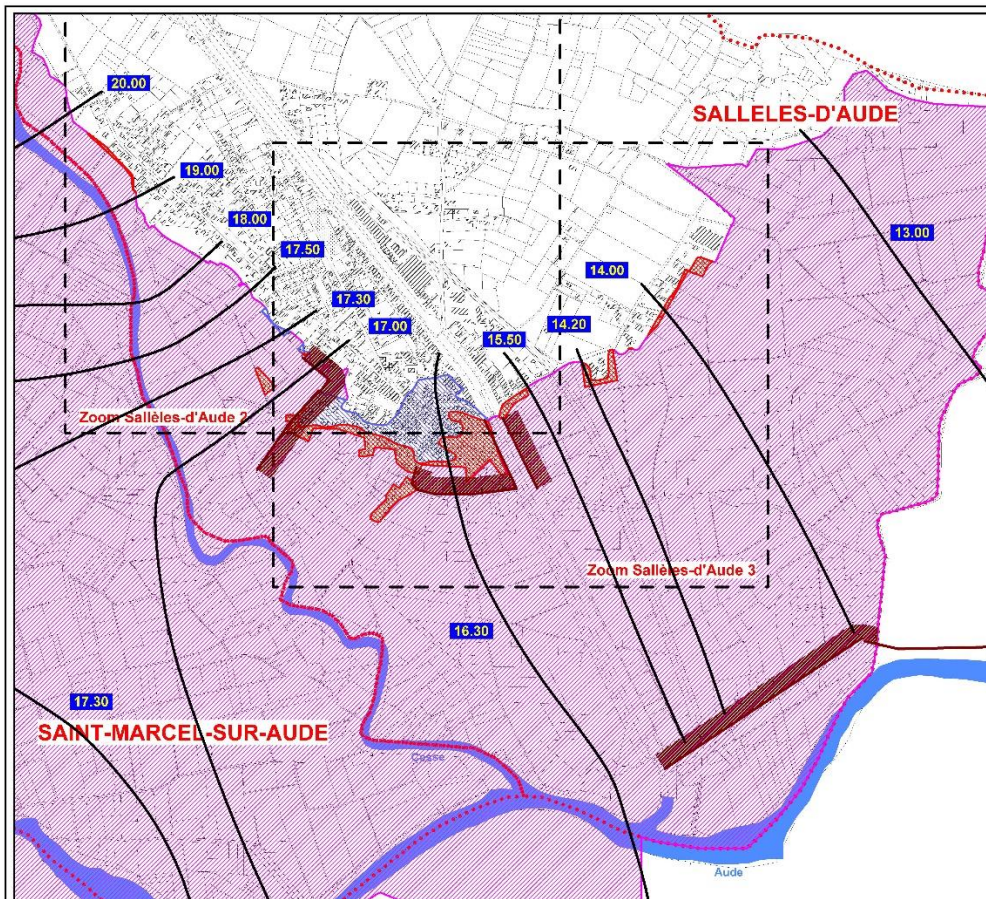 20.00
SALLELES-D'AUDE
19.00
18.00
13.00
17.50
14.00
17.30
17.00
14.20
15.50
Zoom Sallèles-d'Aude 2
Zoom Sallèles-d'Aude 3
16.30
17.30
SAINT-MARCEL-SUR-AUDE
Cesse
Aude